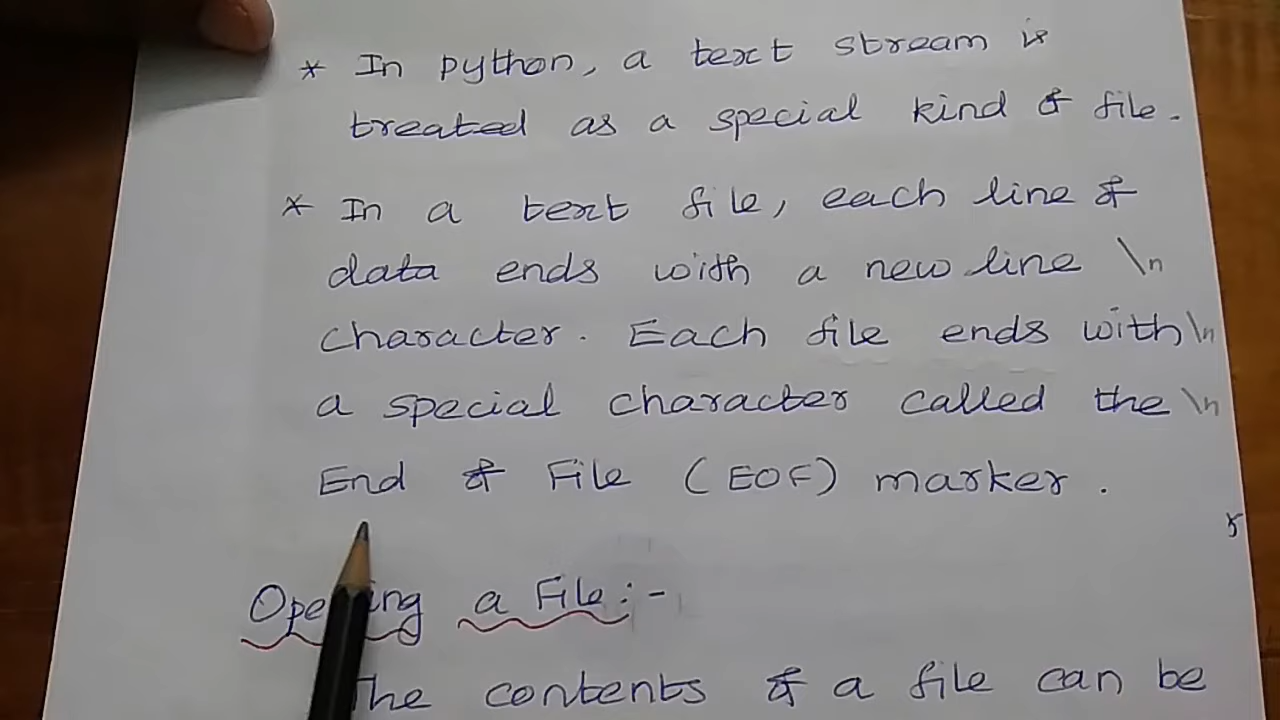 * In python, a text stream is
treated as a special kind of file.
* In a text file, each line of
data ends with a new line \n
character. Each file ends with \n
a special character called the \n
End of File (EOF) marker.
Opening a File:-
The contents of a file can be